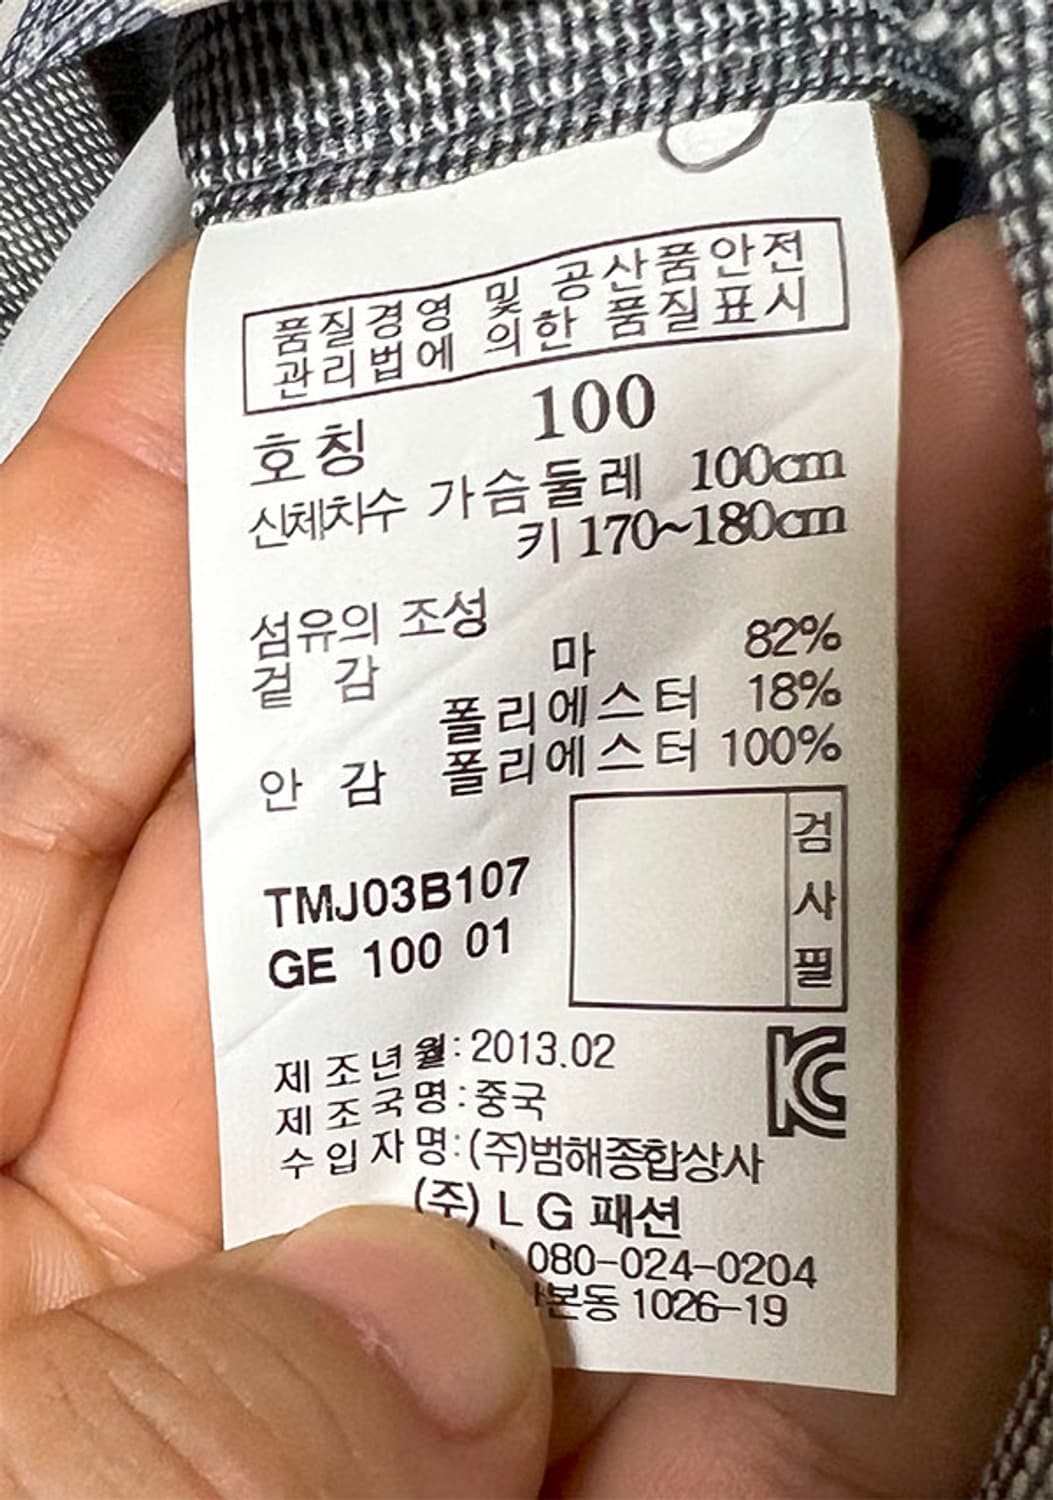 품질경영 및 공산품안전
관리법에 의한 품질표시
호칭 100
신체치수 가슴둘레 100cm
키 170~180cm
섬유의 조성
겉 감 마 82%
폴리에스터 18%
안 감 폴리에스터 100%
검사필
TMJ03B107
GE 100 01
제조년월: 2013.02
제조국명: 중국
수입자명: (주)범해종합상사
(주) LG 패션
080-024-0204
본동 1026-19
KC